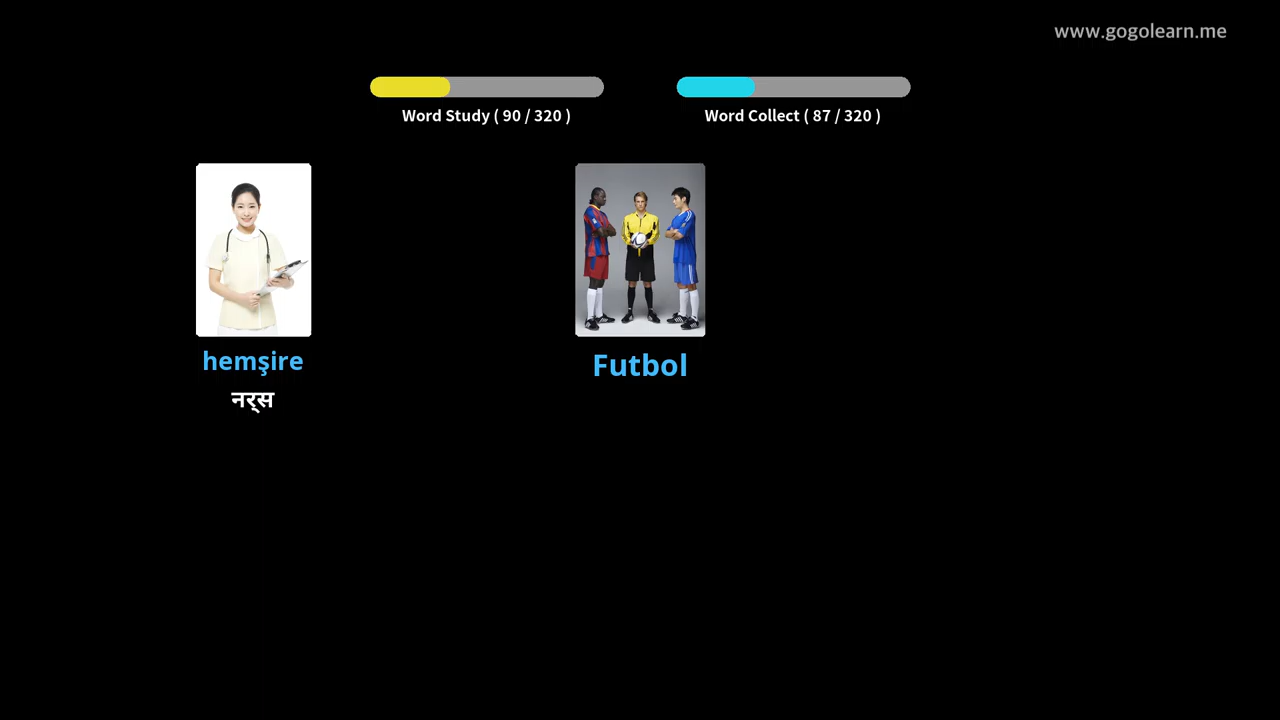 www.gogolearn.me
Word Study ( 90 / 320 )
Word Collect ( 87 / 320 )
hemşire
नर्स
Futbol